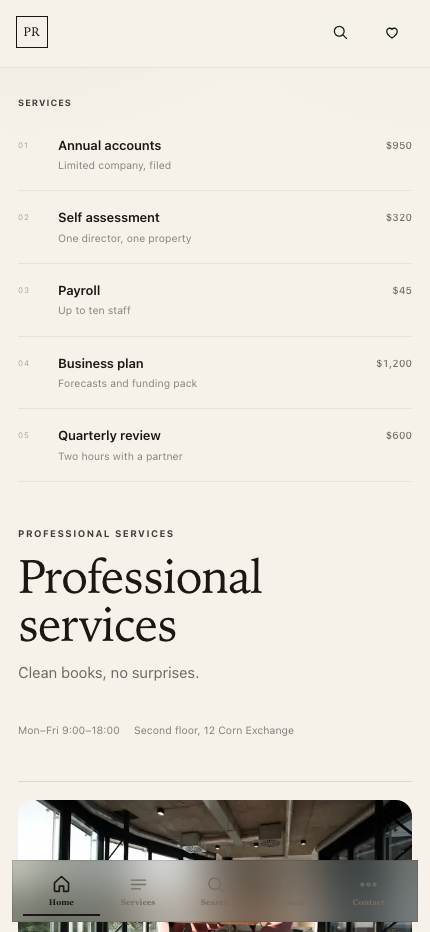 PR
SERVICES
01 Annual accounts $950
Limited company, filed
02 Self assessment $320
One director, one property
03 Payroll $45
Up to ten staff
04 Business plan $1,200
Forecasts and funding pack
05 Quarterly review $600
Two hours with a partner
PROFESSIONAL SERVICES
Professional
services
Clean books, no surprises.
Mon–Fri 9:00–18:00 Second floor, 12 Corn Exchange
Home Services Search Contact